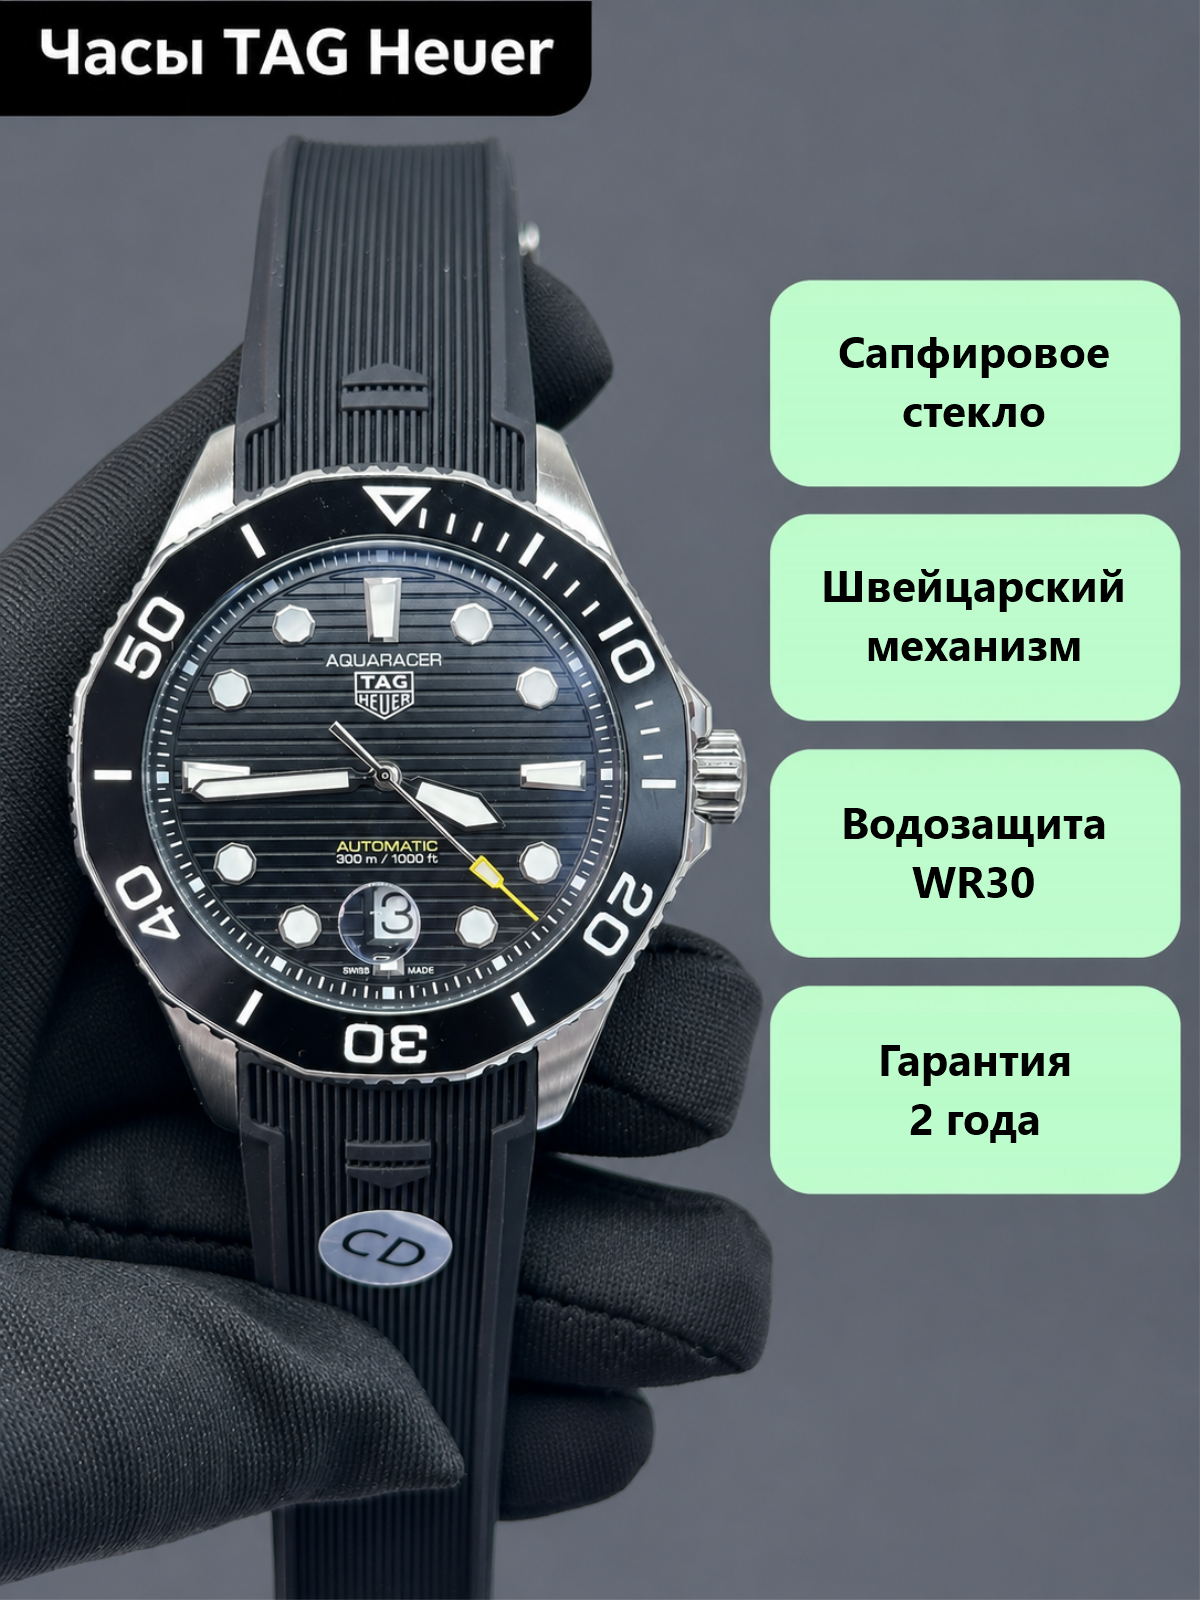 Часы TAG Heuer
Сапфировое
стекло
Швейцарский
механизм
Водозащита
WR30
Гарантия
2 года
10
20
30
40
50
AQUARACER
TAG
HEUER
AUTOMATIC
300 m / 1000 ft
SWISS MADE
CD